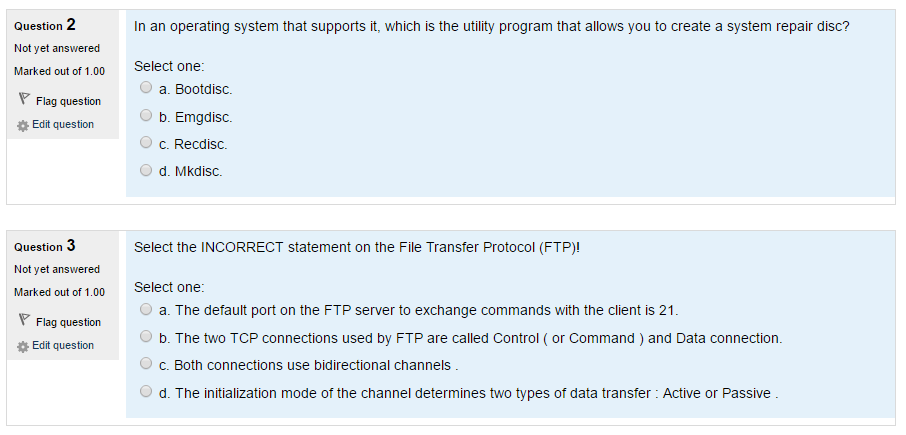 Question 2
Not yet answered
Marked out of 1.00
Flag question
Edit question
In an operating system that supports it, which is the utility program that allows you to create a system repair disc?
Select one:
a. Bootdisc.
b. Emgdisc.
c. Recdisc.
d. Mkdisc.
Question 3
Not yet answered
Marked out of 1.00
Flag question
Edit question
Select the INCORRECT statement on the File Transfer Protocol (FTP)!
Select one:
a. The default port on the FTP server to exchange commands with the client is 21.
b. The two TCP connections used by FTP are called Control ( or Command ) and Data connection.
c. Both connections use bidirectional channels .
d. The initialization mode of the channel determines two types of data transfer : Active or Passive .